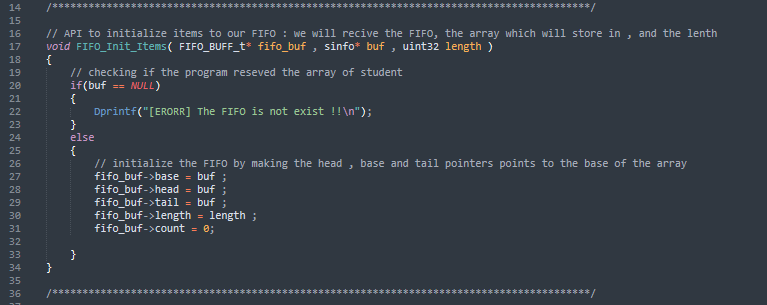 14 /*****************************************************************************************/
15
16 // API to initialize items to our FIFO : we will recive the FIFO, the array which will store in , and the lenth
17 void FIFO_Init_Items( FIFO_BUFF_t* fifo_buf , sinfo* buf , uint32 length )
18 {
19 // checking if the program reseved the array of student
20 if(buf == NULL)
21 {
22 Dprintf("[ERORR] The FIFO is not exist !!\n");
23 }
24 else
25 {
26 // initialize the FIFO by making the head , base and tail pointers points to the base of the array
27 fifo_buf->base = buf ;
28 fifo_buf->head = buf ;
29 fifo_buf->tail = buf ;
30 fifo_buf->length = length ;
31 fifo_buf->count = 0;
32
33 }
34 }
35
36 /*****************************************************************************************/